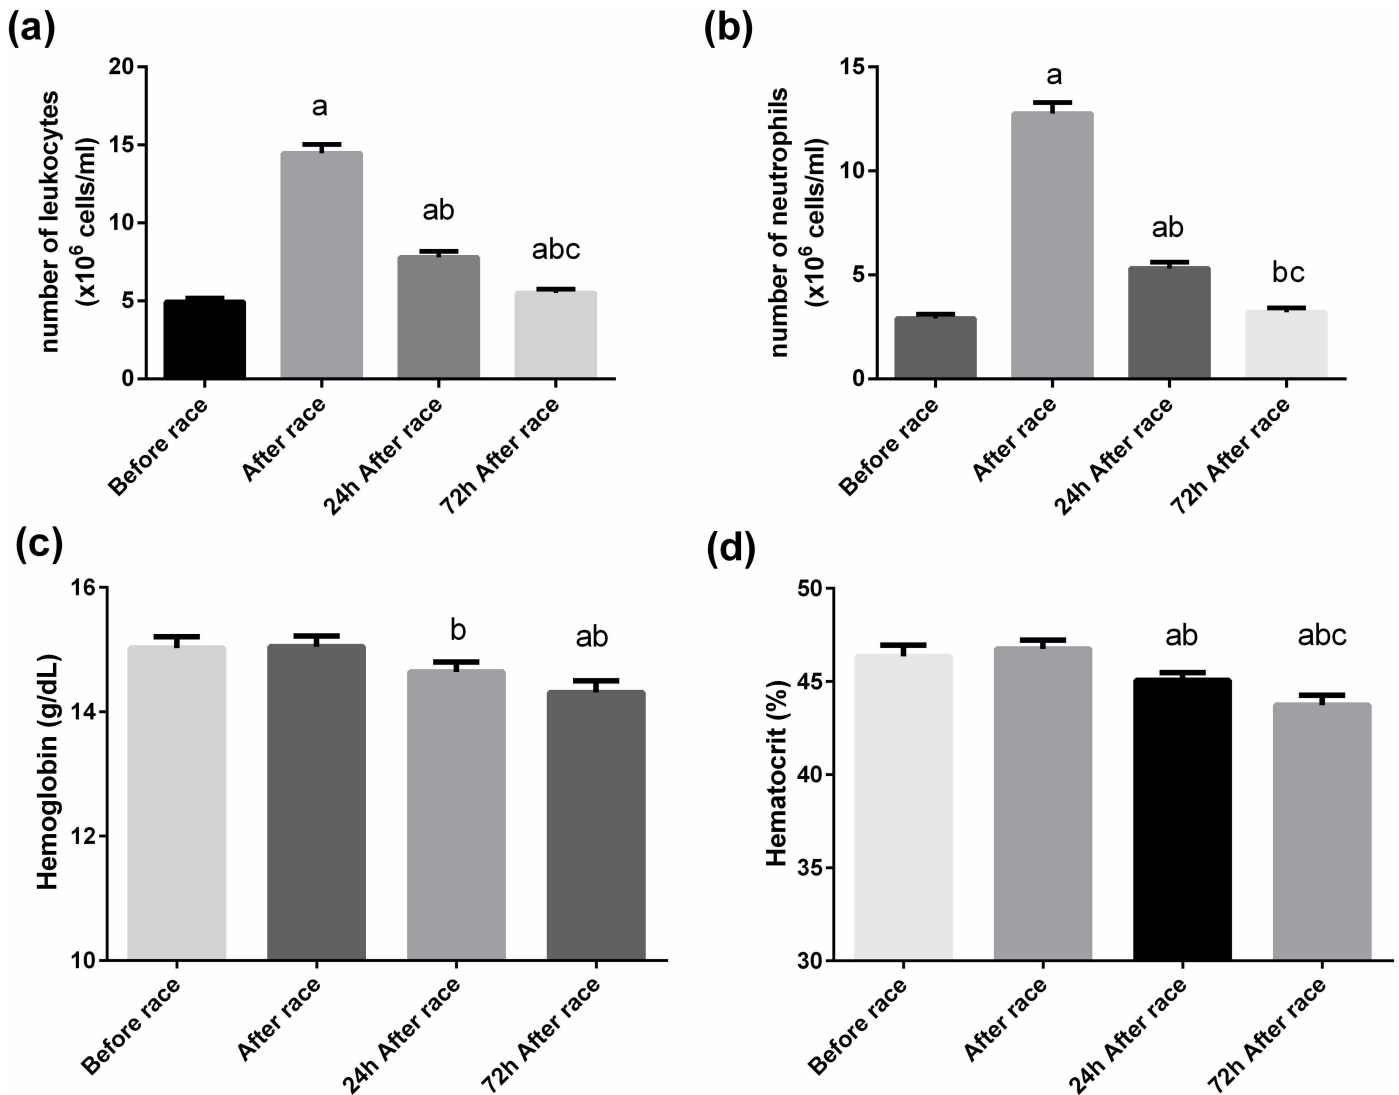 (a)
number of leukocytes
(x10⁶ cells/ml)
20
15
10
5
0
a
ab
abc
Before race
After race
24h After race
72h After race
(b)
number of neutrophils
(x10⁶ cells/ml)
15
10
5
0
a
ab
bc
Before race
After race
24h After race
72h After race
(c)
Hemoglobin (g/dL)
16
14
12
10
b
ab
Before race
After race
24h After race
72h After race
(d)
Hematocrit (%)
50
45
40
35
30
ab
abc
Before race
After race
24h After race
72h After race